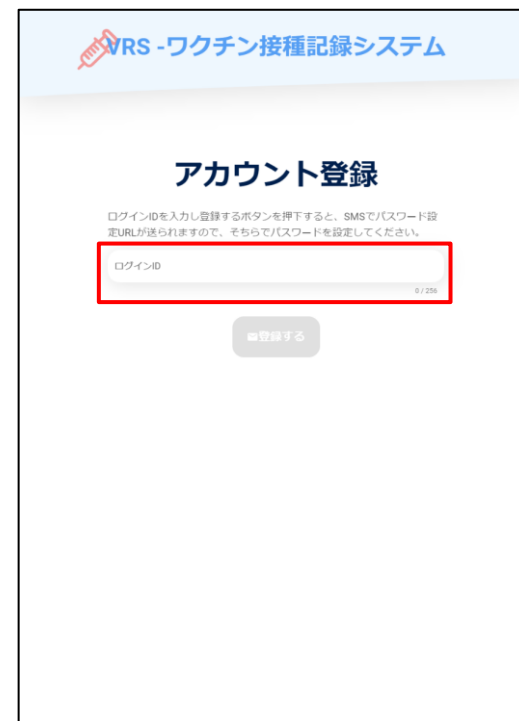 VRS -ワクチン接種記録システム
アカウント登録
ログインIDを入力し登録するボタンを押下すると、SMSでパスワード設
定URLが送られますので、そちらでパスワードを設定してください。
ログインID
0 / 256
登録する